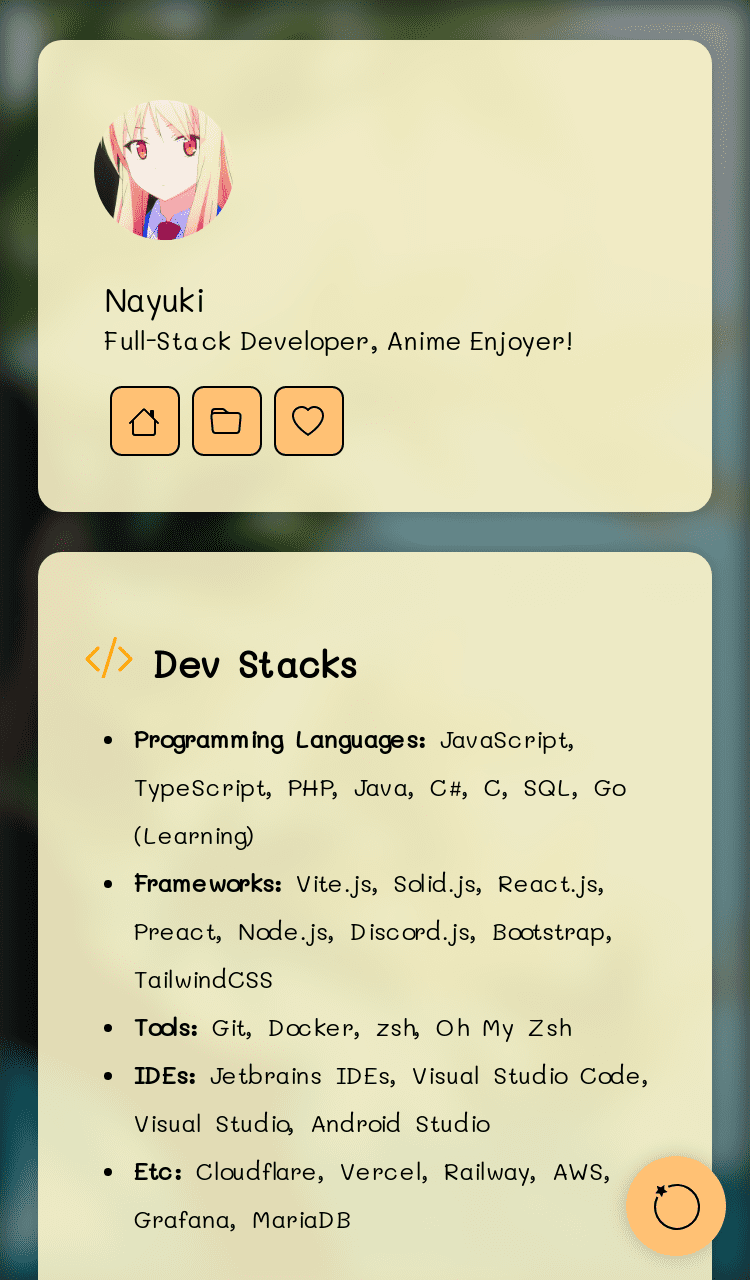 Nayuki
Full-Stack Developer, Anime Enjoyer!
Dev Stacks
• Programming Languages: JavaScript,
TypeScript, PHP, Java, C#, C, SQL, Go
(Learning)
• Frameworks: Vite.js, Solid.js, React.js,
Preact, Node.js, Discord.js, Bootstrap,
TailwindCSS
• Tools: Git, Docker, zsh, Oh My Zsh
• IDEs: Jetbrains IDEs, Visual Studio Code,
Visual Studio, Android Studio
• Etc: Cloudflare, Vercel, Railway, AWS,
Grafana, MariaDB